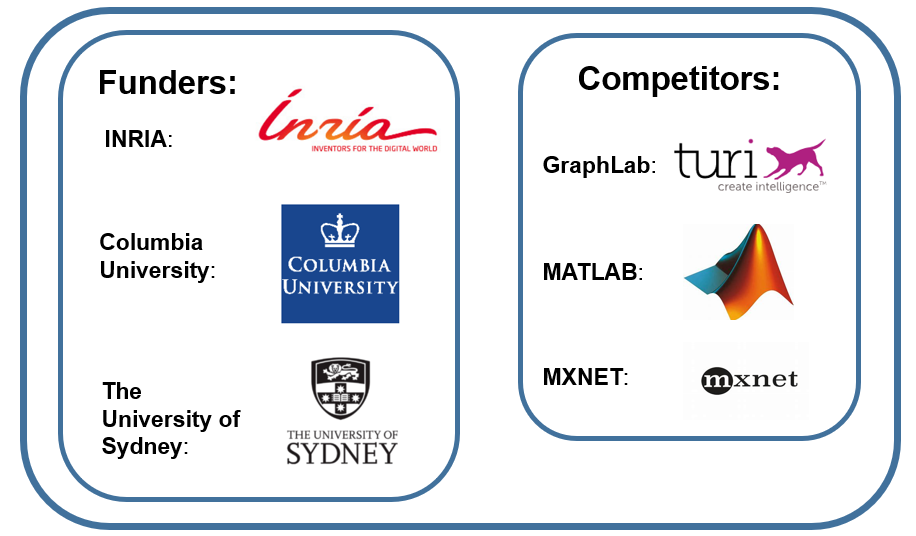 Funders:
INRIA:
inria
INVENTORS FOR THE DIGITAL WORLD
Columbia
University:
COLUMBIA
UNIVERSITY
The
University of
Sydney:
THE UNIVERSITY OF
SYDNEY
Competitors:
GraphLab:
turi
create intelligence™
MATLAB:
MXNET:
mxnet